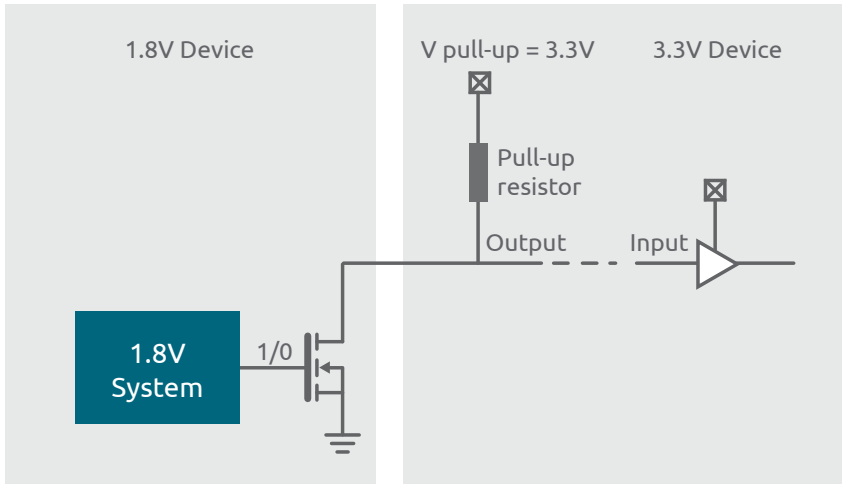 1.8V Device
V pull-up = 3.3V
3.3V Device
Pull-up
resistor
Output
Input
1.8V
System
1/0